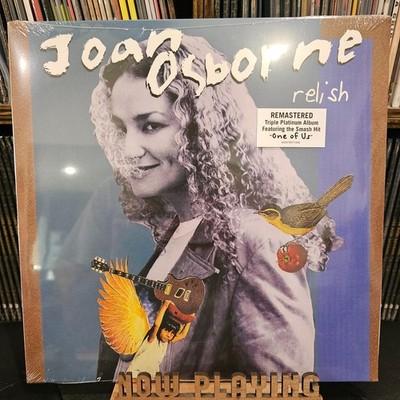 Joan
Osborne
relish
REMASTERED
Triple Platinum Album
Featuring the Smash Hit
"One of Us"
NOW PLAYING